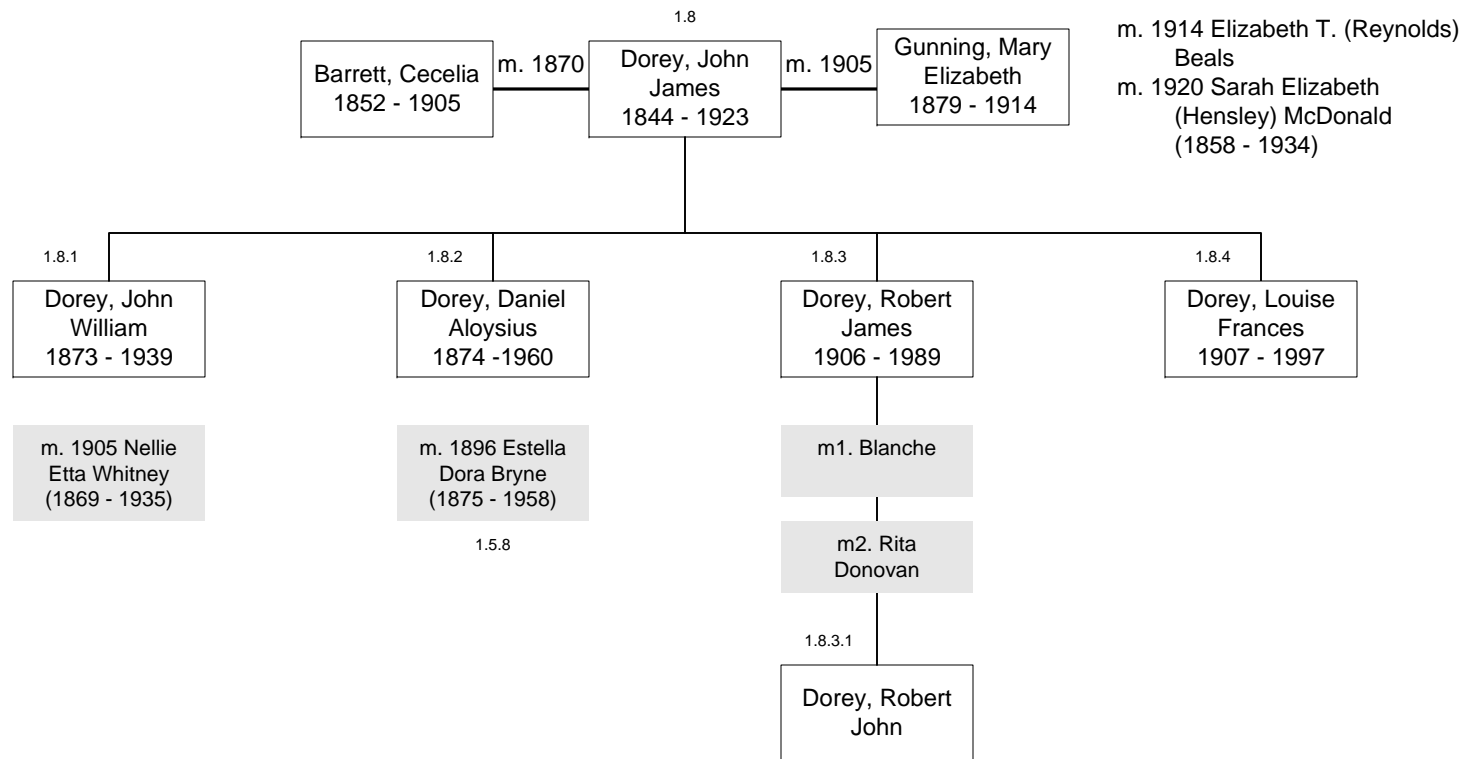 1.8
Barrett, Cecelia
1852 - 1905
m. 1870
Dorey, John
James
1844 - 1923
m. 1905
Gunning, Mary
Elizabeth
1879 - 1914
m. 1914 Elizabeth T. (Reynolds)
Beals
m. 1920 Sarah Elizabeth
(Hensley) McDonald
(1858 - 1934)
1.8.1
Dorey, John
William
1873 - 1939
1.8.2
Dorey, Daniel
Aloysius
1874 -1960
1.8.3
Dorey, Robert
James
1906 - 1989
1.8.4
Dorey, Louise
Frances
1907 - 1997
m. 1905 Nellie
Etta Whitney
(1869 - 1935)
m. 1896 Estella
Dora Bryne
(1875 - 1958)
1.5.8
m1. Blanche
m2. Rita
Donovan
1.8.3.1
Dorey, Robert
John